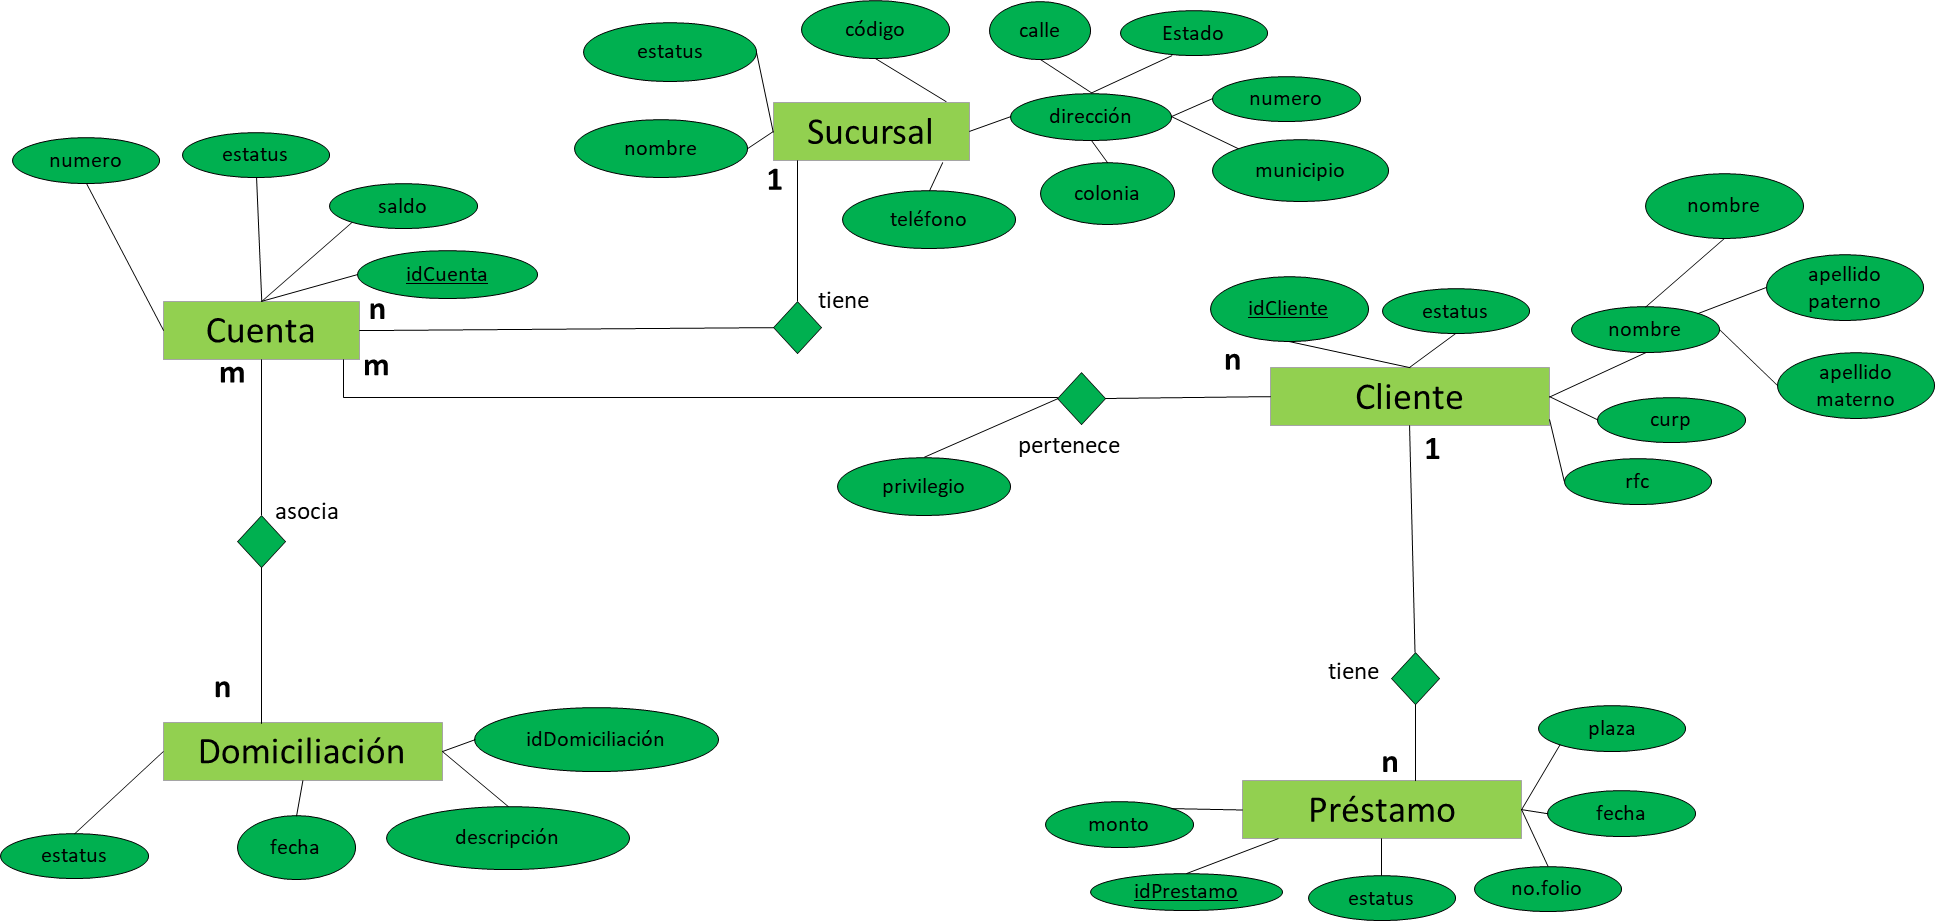 código
calle
Estado
estatus
numero
dirección
Sucursal
nombre
numero
estatus
municipio
1
colonia
saldo
teléfono
nombre
idCuenta
apellido
paterno
n
tiene
idCliente
estatus
nombre
Cuenta
m
m
n
apellido
materno
Cliente
curp
pertenece
1
rfc
privilegio
asocia
tiene
n
plaza
idDomiciliación
Domiciliación
n
Préstamo
fecha
monto
descripción
fecha
estatus
no.folio
idPrestamo
estatus